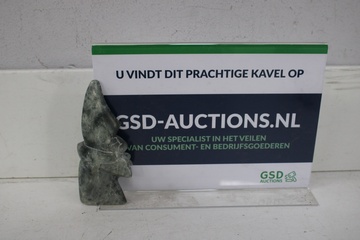 U VINDT DIT PRACHTIGE KAVEL OP
GSD-AUCTIONS.NL
UW SPECIALIST IN HET VEILEN
VAN CONSUMENT- EN BEDRIJFSGOEDEREN
GSD
AUCTIONS